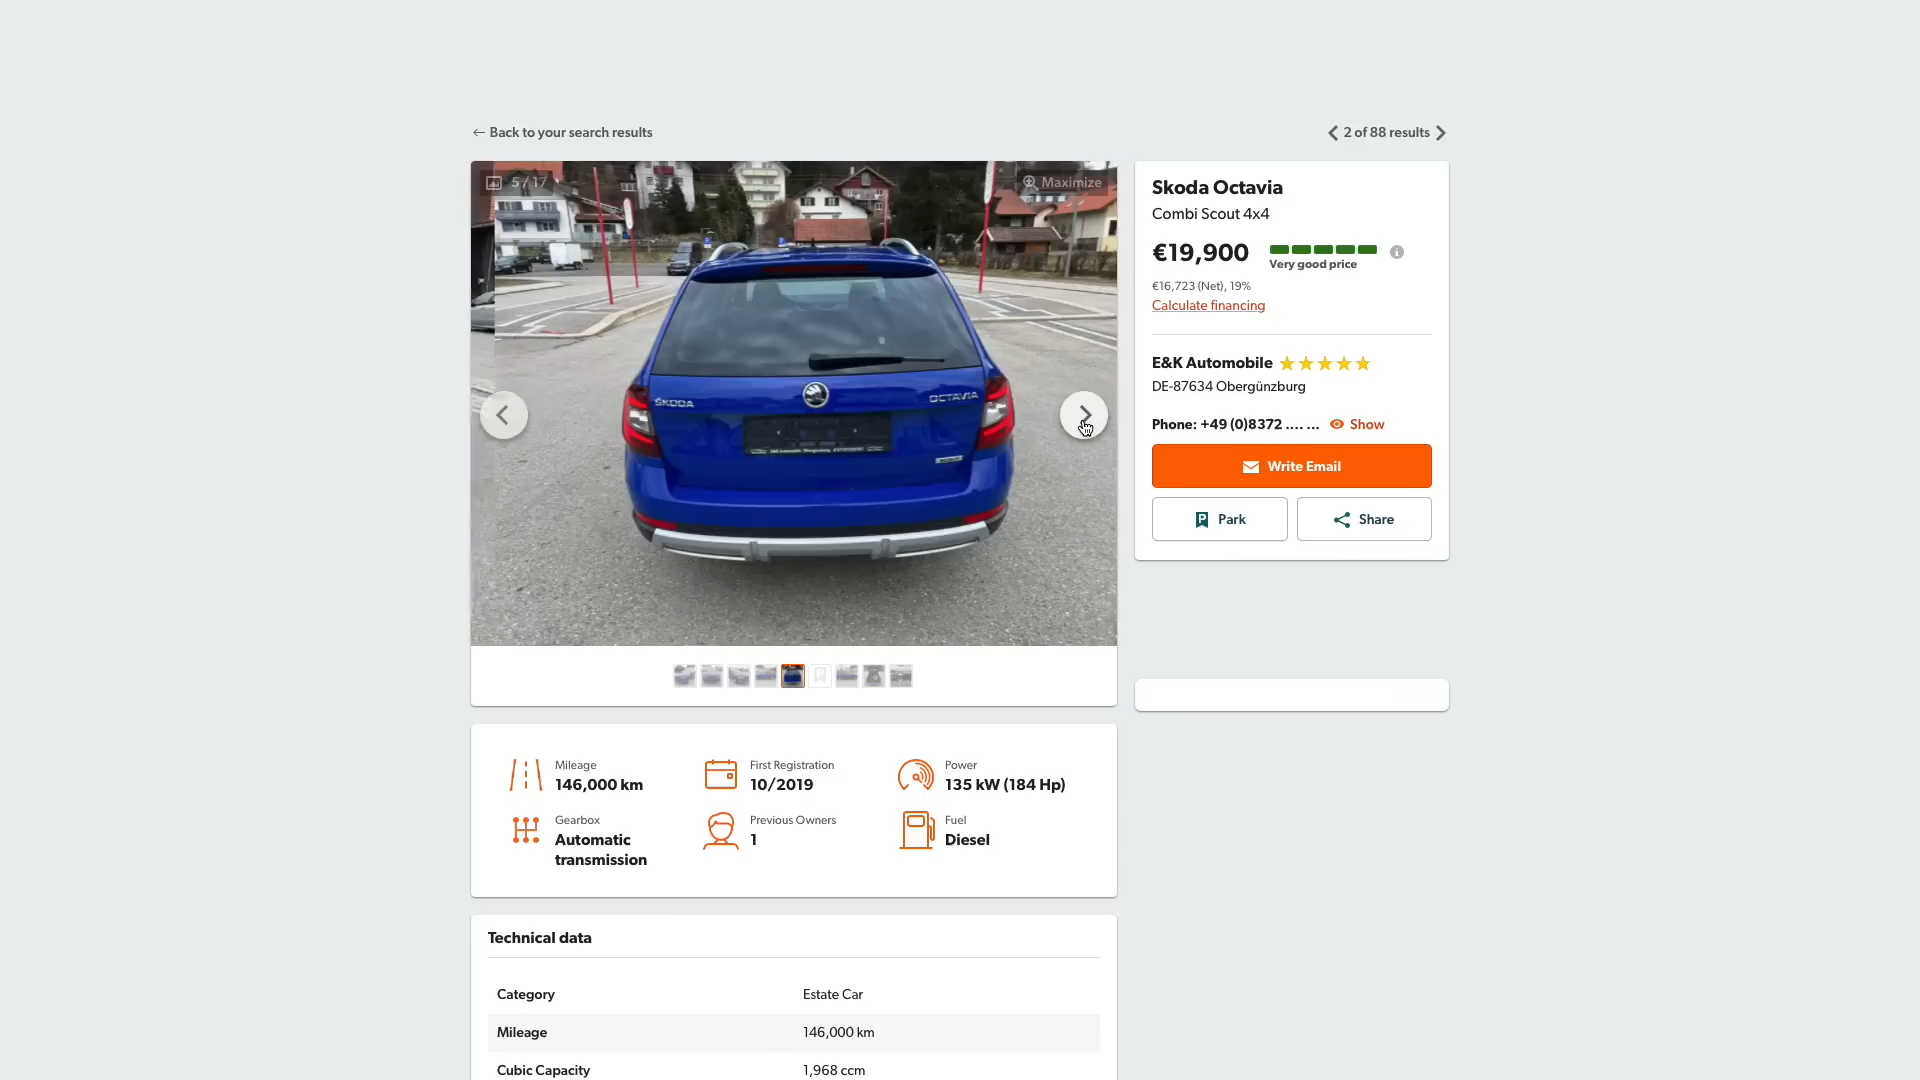 Back to your search results
2 of 88 results
5 / 17
Maximize
ŠKODA
OCTAVIA
Skoda Octavia
Combi Scout 4x4
€19,900
Very good price
€16,723 (Net), 19%
Calculate financing
E&K Automobile
DE-87634 Obergünzburg
Phone: +49 (0)8372 .... ...
Show
Write Email
Park
Share
Mileage
146,000 km
First Registration
10/2019
Power
135 kW (184 Hp)
Gearbox
Automatic
transmission
Previous Owners
1
Fuel
Diesel
Technical data
Category
Estate Car
Mileage
146,000 km
Cubic Capacity
1,968 ccm